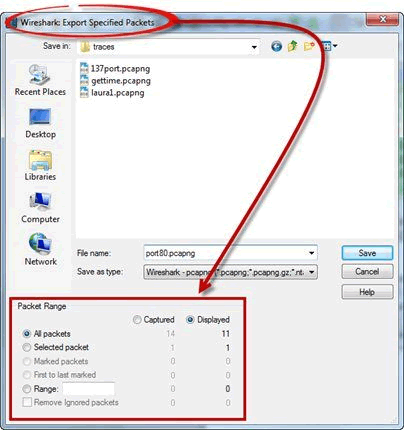 Wireshark: Export Specified Packets
Save in: traces
137port.pcapng
gettime.pcapng
laura1.pcapng
Recent Places
Desktop
Libraries
Computer
Network
File name: port80.pcapng Save
Save as type: Wireshark - pcapng (*.pcapng;*.pcapng.gz;*.nt Cancel
Help
Packet Range
Captured Displayed
All packets 14 11
Selected packet 1 1
Marked packets 0 0
First to last marked 0 0
Range: 0 0
Remove Ignored packets 0 0